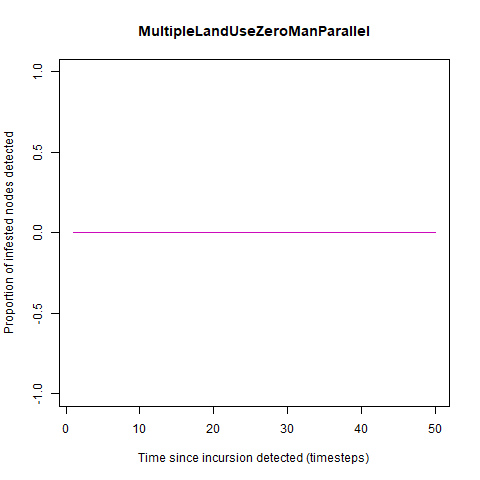 MultipleLandUseZeroManParallel
Proportion of infested nodes detected
1.0
0.5
0.0
-0.5
-1.0
0 10 20 30 40 50
Time since incursion detected (timesteps)